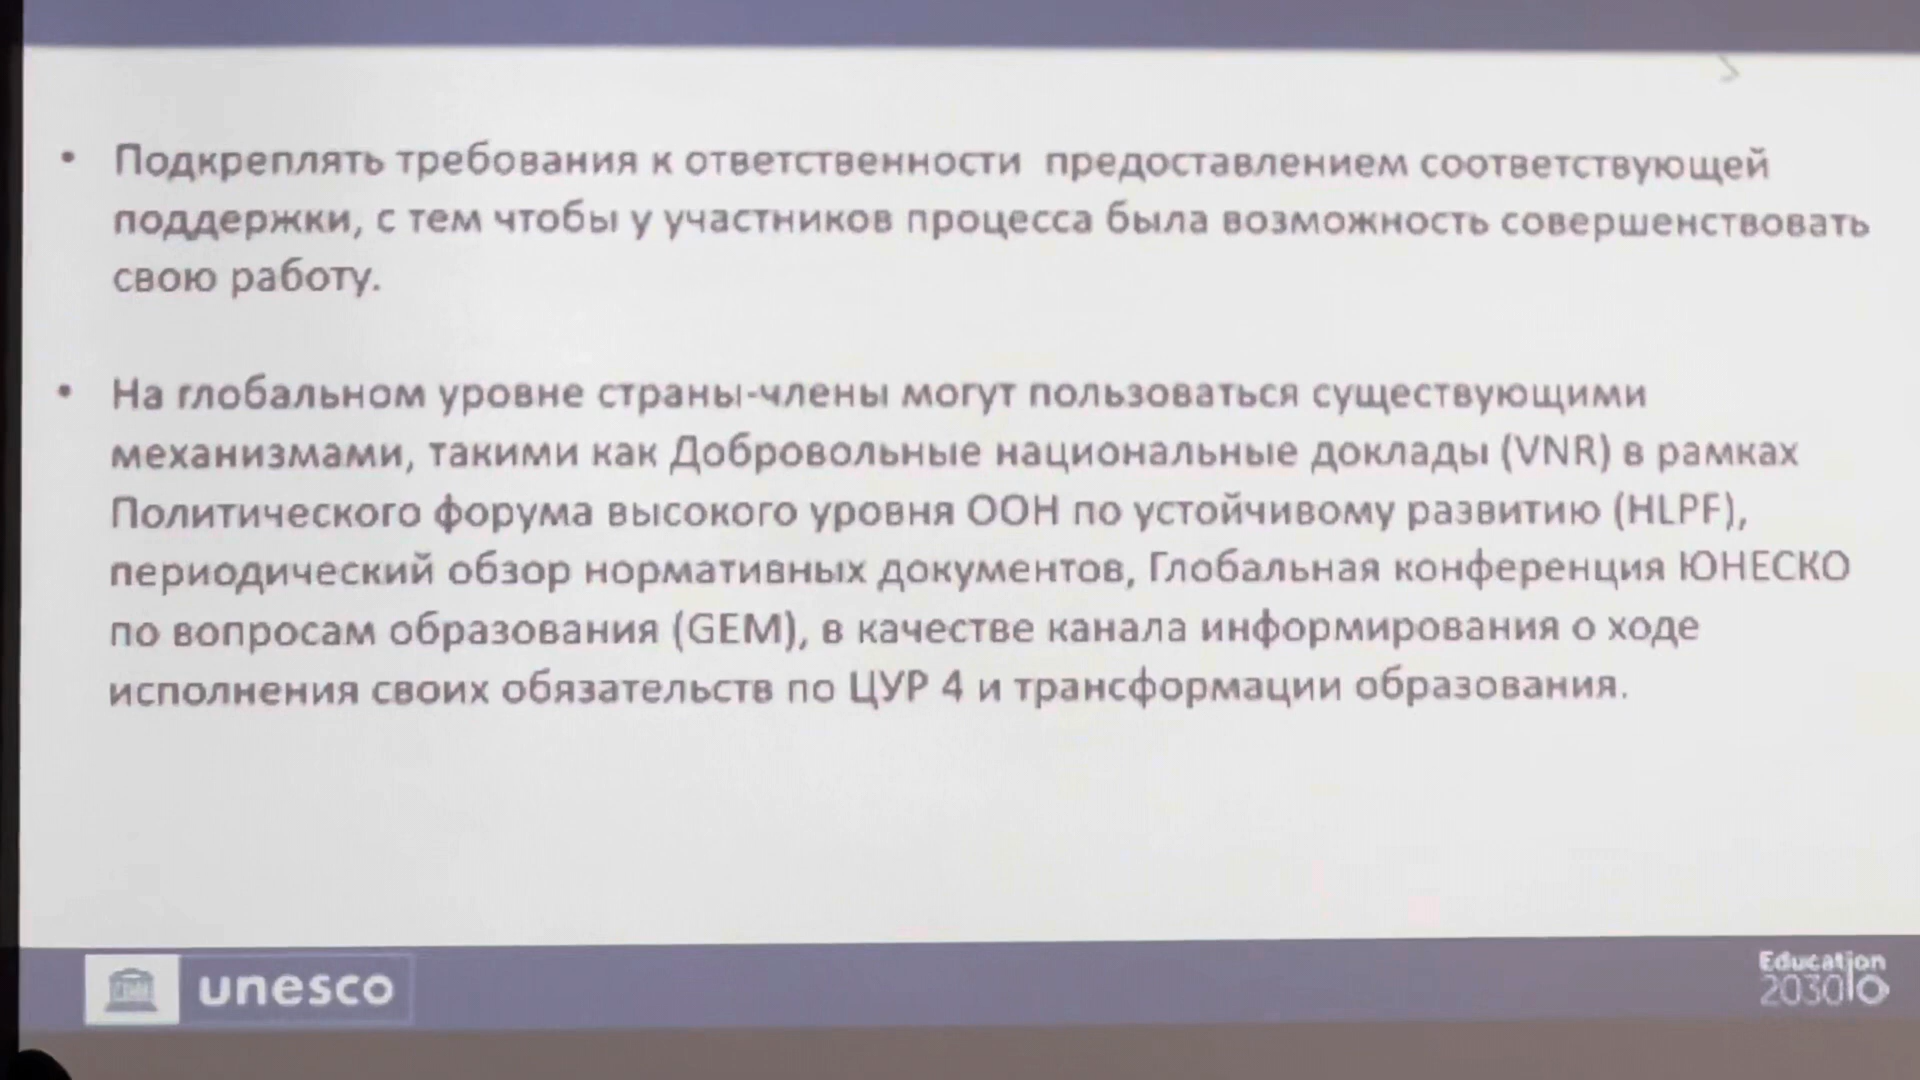 • Подкреплять требования к ответственности предоставлением соответствующей
поддержки, с тем чтобы у участников процесса была возможность совершенствовать
свою работу.
• На глобальном уровне страны-члены могут пользоваться существующими
механизмами, такими как Добровольные национальные доклады (VNR) в рамках
Политического форума высокого уровня ООН по устойчивому развитию (HLPF),
периодический обзор нормативных документов, Глобальная конференция ЮНЕСКО
по вопросам образования (GEM), в качестве канала информирования о ходе
исполнения своих обязательств по ЦУР 4 и трансформации образования.
unesco
Education
2030